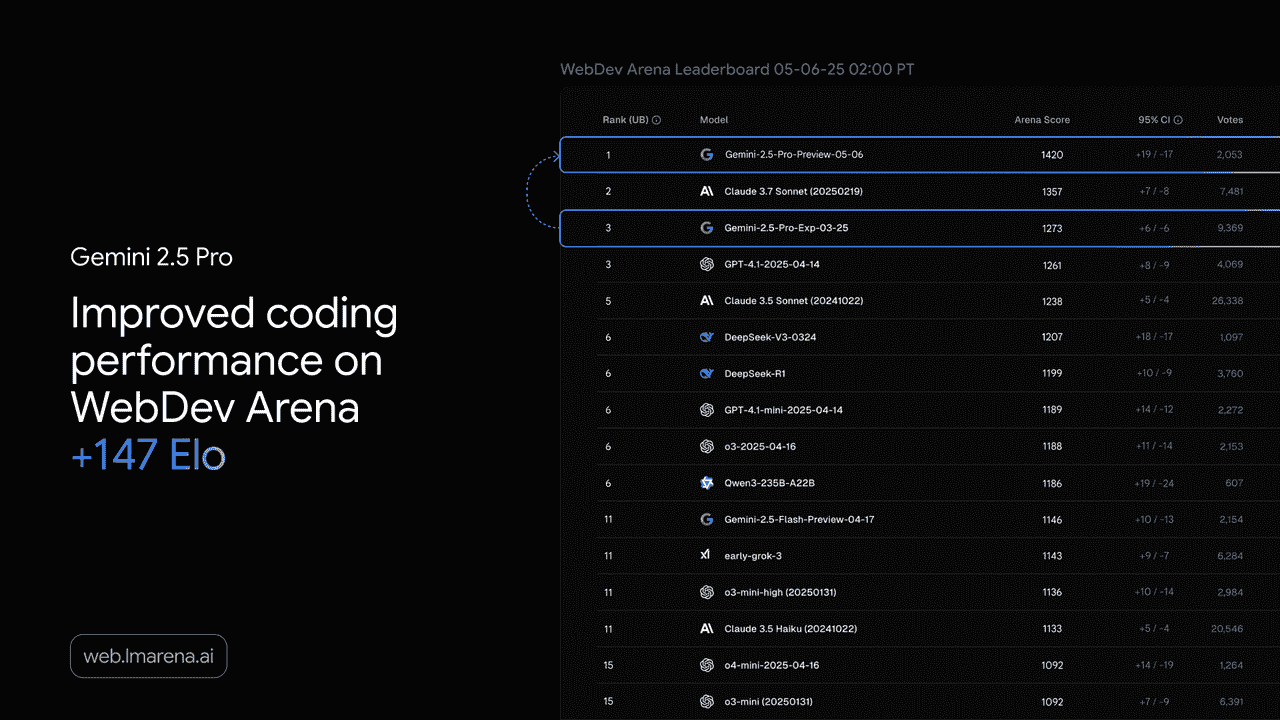 WebDev Arena Leaderboard 05-06-25 02:00 PT
Gemini 2.5 Pro
Improved coding
performance on
WebDev Arena
+147 Elo
web.lmarena.ai
Rank (UB) Model Arena Score 95% CI Votes
1 Gemini-2.5-Pro-Preview-05-06 1420 +19 / -17 2,053
2 Claude 3.7 Sonnet (20250219) 1357 +7 / -8 7,481
3 Gemini-2.5-Pro-Exp-03-25 1273 +6 / -6 9,369
3 GPT-4.1-2025-04-14 1261 +8 / -9 4,069
5 Claude 3.5 Sonnet (20241022) 1238 +5 / -4 26,338
6 DeepSeek-V3-0324 1207 +18 / -17 1,097
6 DeepSeek-R1 1199 +10 / -9 3,760
6 GPT-4.1-mini-2025-04-14 1189 +14 / -12 2,272
6 o3-2025-04-16 1188 +11 / -14 2,153
6 Qwen3-235B-A22B 1186 +19 / -24 607
11 Gemini-2.5-Flash-Preview-04-17 1146 +10 / -13 2,154
11 early-grok-3 1143 +9 / -7 6,284
11 o3-mini-high (20250131) 1136 +10 / -14 2,984
11 Claude 3.5 Haiku (20241022) 1133 +5 / -4 20,546
15 o4-mini-2025-04-16 1092 +14 / -19 1,264
15 o3-mini (20250131) 1092 +7 / -9 6,391